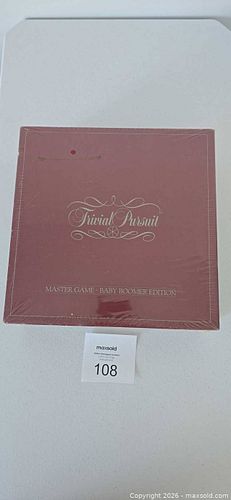 Trivial Pursuit
MASTER GAME - BABY BOOMER EDITION
maxsold
108
Copyright © 2026 - maxsold.com